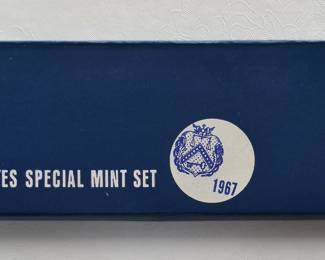 TES SPECIAL MINT SET
1967